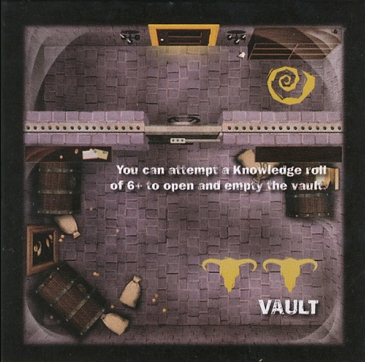 You can attempt a Knowledge roll
of 6+ to open and empty the vault.
VAULT